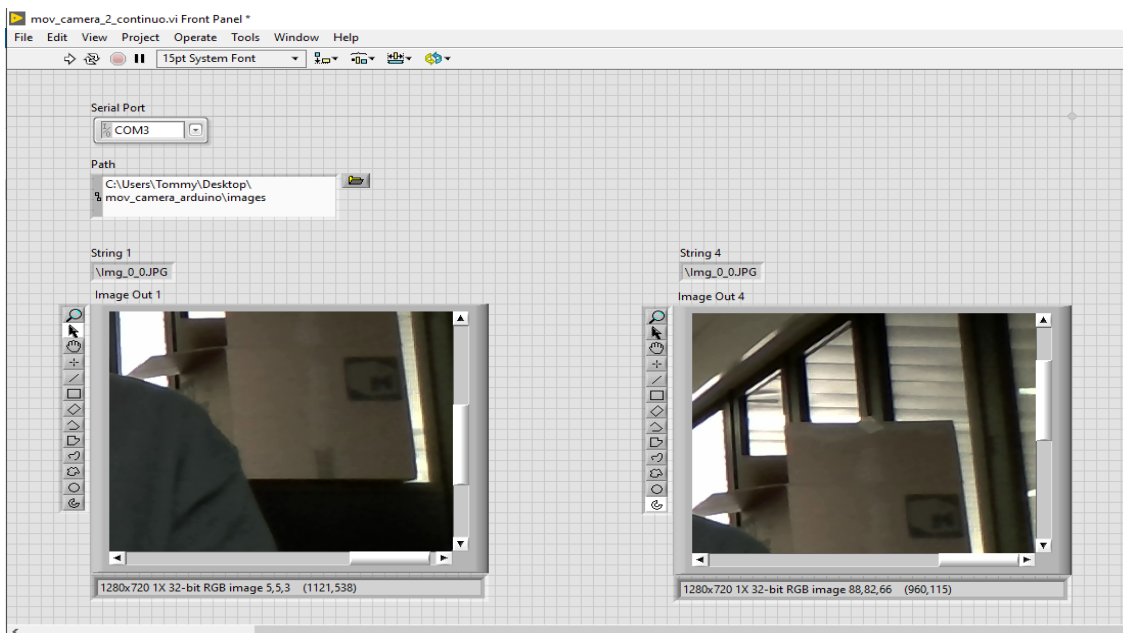 mov_camera_2_continuo.vi Front Panel *
File Edit View Project Operate Tools Window Help
15pt System Font
Serial Port
COM3
Path
C:\Users\Tommy\Desktop\
mov_camera_arduino\images
String 1
\Img_0_0.JPG
Image Out 1
1280x720 1X 32-bit RGB image 5,5,3 (1121,538)
String 4
\Img_0_0.JPG
Image Out 4
1280x720 1X 32-bit RGB image 88,82,66 (960,115)